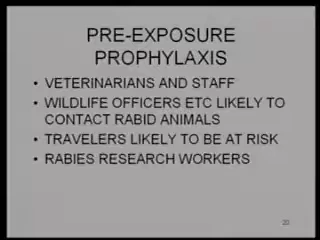 PRE-EXPOSURE
PROPHYLAXIS
• VETERINARIANS AND STAFF
• WILDLIFE OFFICERS ETC LIKELY TO
CONTACT RABID ANIMALS
• TRAVELERS LIKELY TO BE AT RISK
• RABIES RESEARCH WORKERS